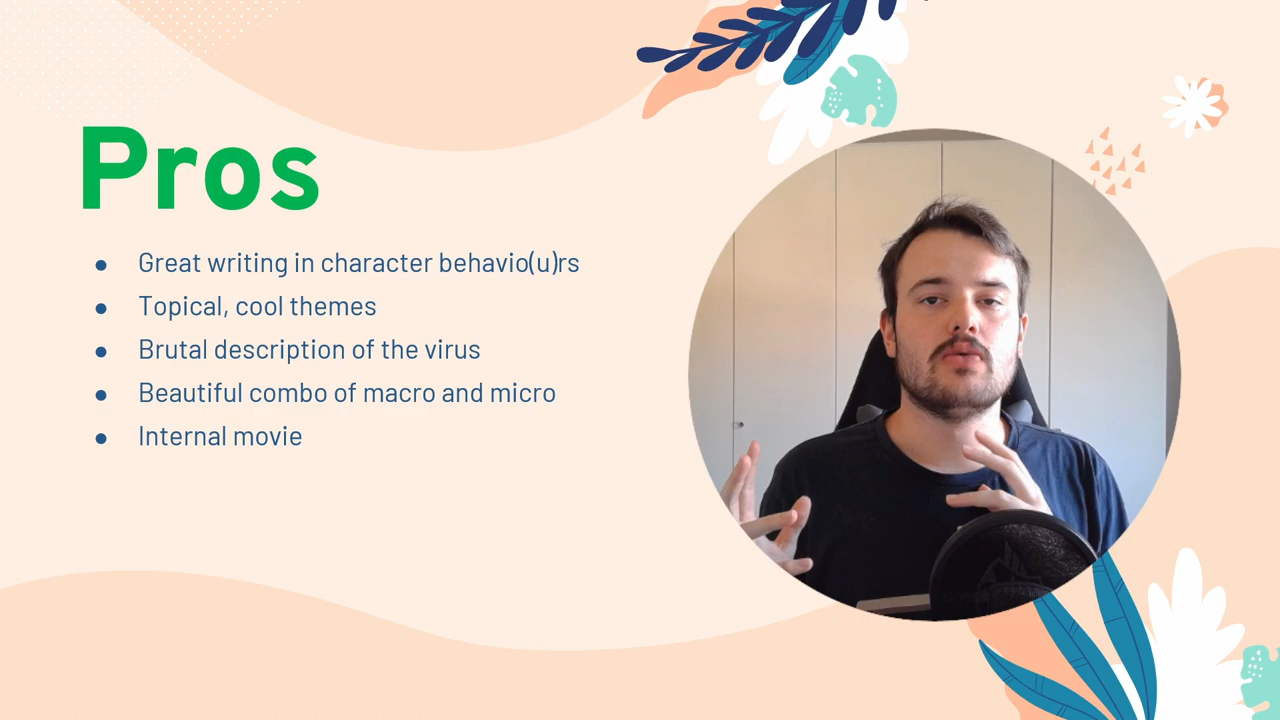 Pros
Great writing in character behavio(u)rs
Topical, cool themes
Brutal description of the virus
Beautiful combo of macro and micro
Internal movie